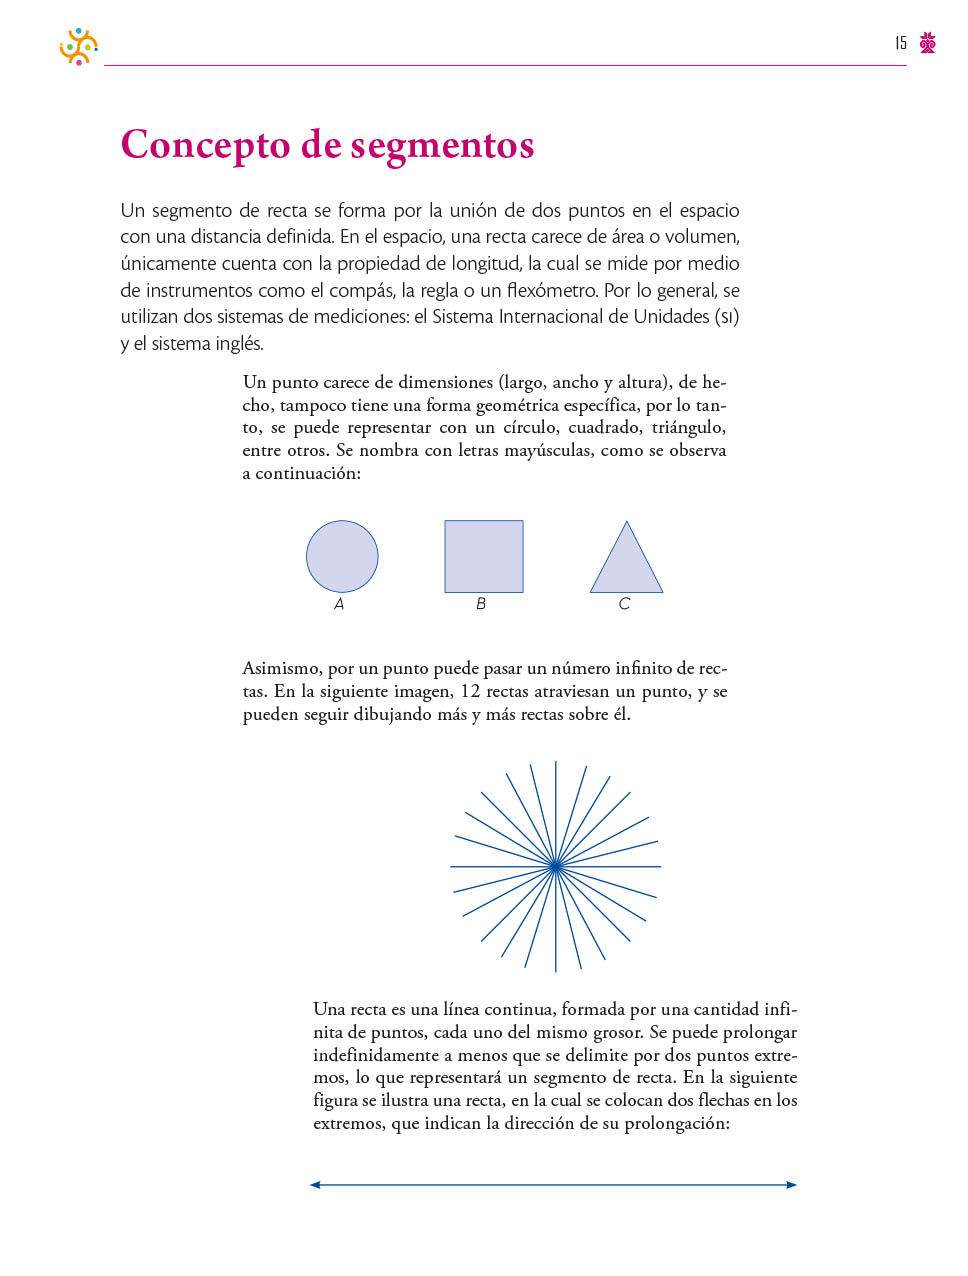 15
Concepto de segmentos
Un segmento de recta se forma por la unión de dos puntos en el espacio
con una distancia definida. En el espacio, una recta carece de área o volumen,
únicamente cuenta con la propiedad de longitud, la cual se mide por medio
de instrumentos como el compás, la regla o un flexómetro. Por lo general, se
utilizan dos sistemas de mediciones: el Sistema Internacional de Unidades (SI)
y el sistema inglés.
Un punto carece de dimensiones (largo, ancho y altura), de he-
cho, tampoco tiene una forma geométrica específica, por lo tan-
to, se puede representar con un círculo, cuadrado, triángulo,
entre otros. Se nombra con letras mayúsculas, como se observa
a continuación:
A B C
Asimismo, por un punto puede pasar un número infinito de rec-
tas. En la siguiente imagen, 12 rectas atraviesan un punto, y se
pueden seguir dibujando más y más rectas sobre él.
Una recta es una línea continua, formada por una cantidad infi-
nita de puntos, cada uno del mismo grosor. Se puede prolongar
indefinidamente a menos que se delimite por dos puntos extre-
mos, lo que representará un segmento de recta. En la siguiente
figura se ilustra una recta, en la cual se colocan dos flechas en los
extremos, que indican la dirección de su prolongación: